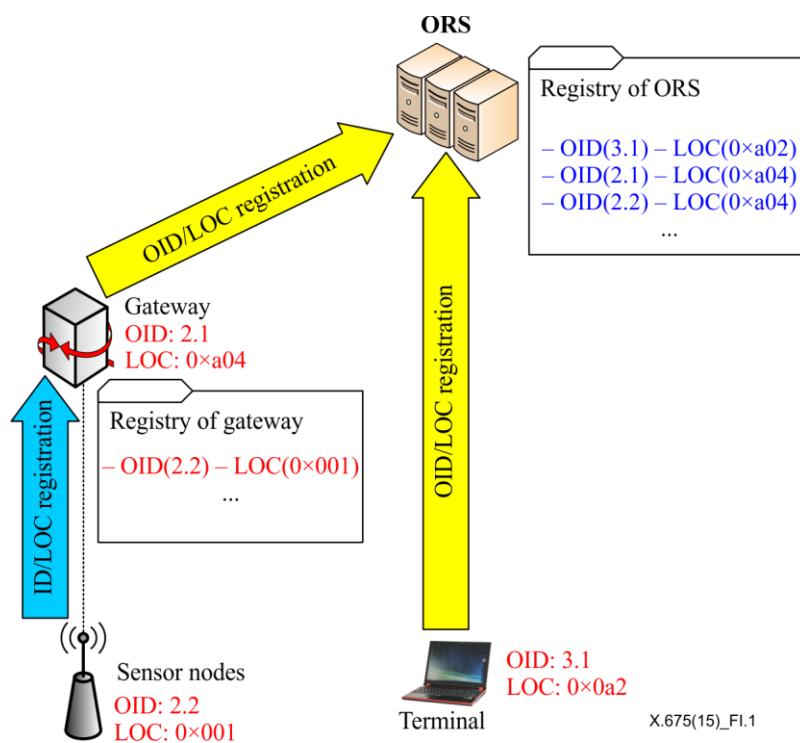 ORS
Registry of ORS
– OID(3.1) – LOC(0×a02)
– OID(2.1) – LOC(0×a04)
– OID(2.2) – LOC(0×a04)
...
OID/LOC registration
Gateway
OID: 2.1
LOC: 0×a04
Registry of gateway
– OID(2.2) – LOC(0×001)
...
ID/LOC registration
OID/LOC registration
Sensor nodes
OID: 2.2
LOC: 0×001
OID: 3.1
LOC: 0×0a2
Terminal
X.675(15)_FI.1